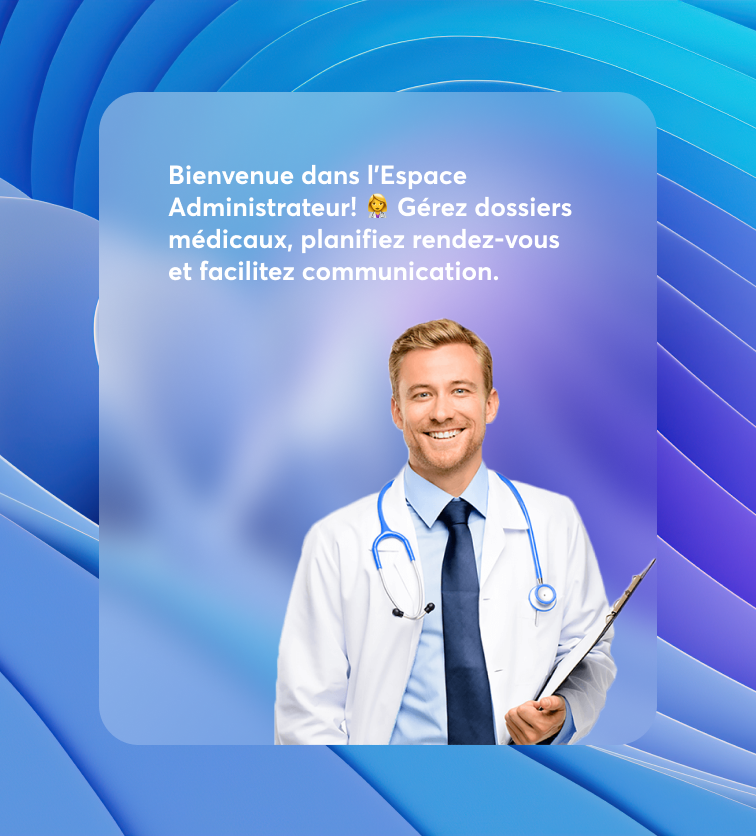 Bienvenue dans l'Espace
Administrateur! 👩‍⚕️ Gérez dossiers
médicaux, planifiez rendez-vous
et facilitez communication.